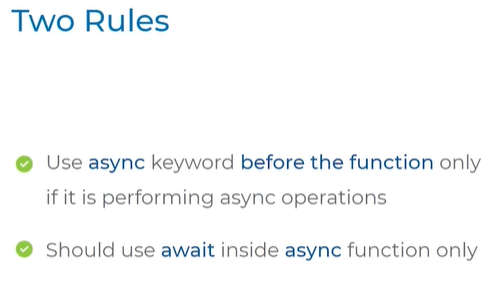 Two Rules
Use async keyword before the function only
if it is performing async operations
Should use await inside async function only